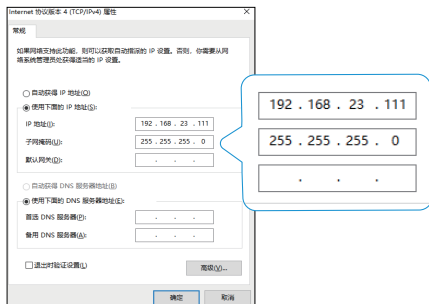 Internet 协议版本 4 (TCP/IPv4) 属性
常规
如果网络支持此功能，则可以获取自动指派的 IP 设置。否则，你需要从网
络系统管理员处获得适当的 IP 设置。
自动获得 IP 地址(O)
使用下面的 IP 地址(S):
IP 地址(I): 192 . 168 . 23 . 111
子网掩码(U): 255 . 255 . 255 . 0
默认网关(D): . . .
自动获得 DNS 服务器地址(B)
使用下面的 DNS 服务器地址(E):
首选 DNS 服务器(P): . . .
备用 DNS 服务器(A): . . .
退出时验证设置(L)
高级(V)...
确定 取消
192 . 168 . 23 . 111
255 . 255 . 255 . 0
. . .